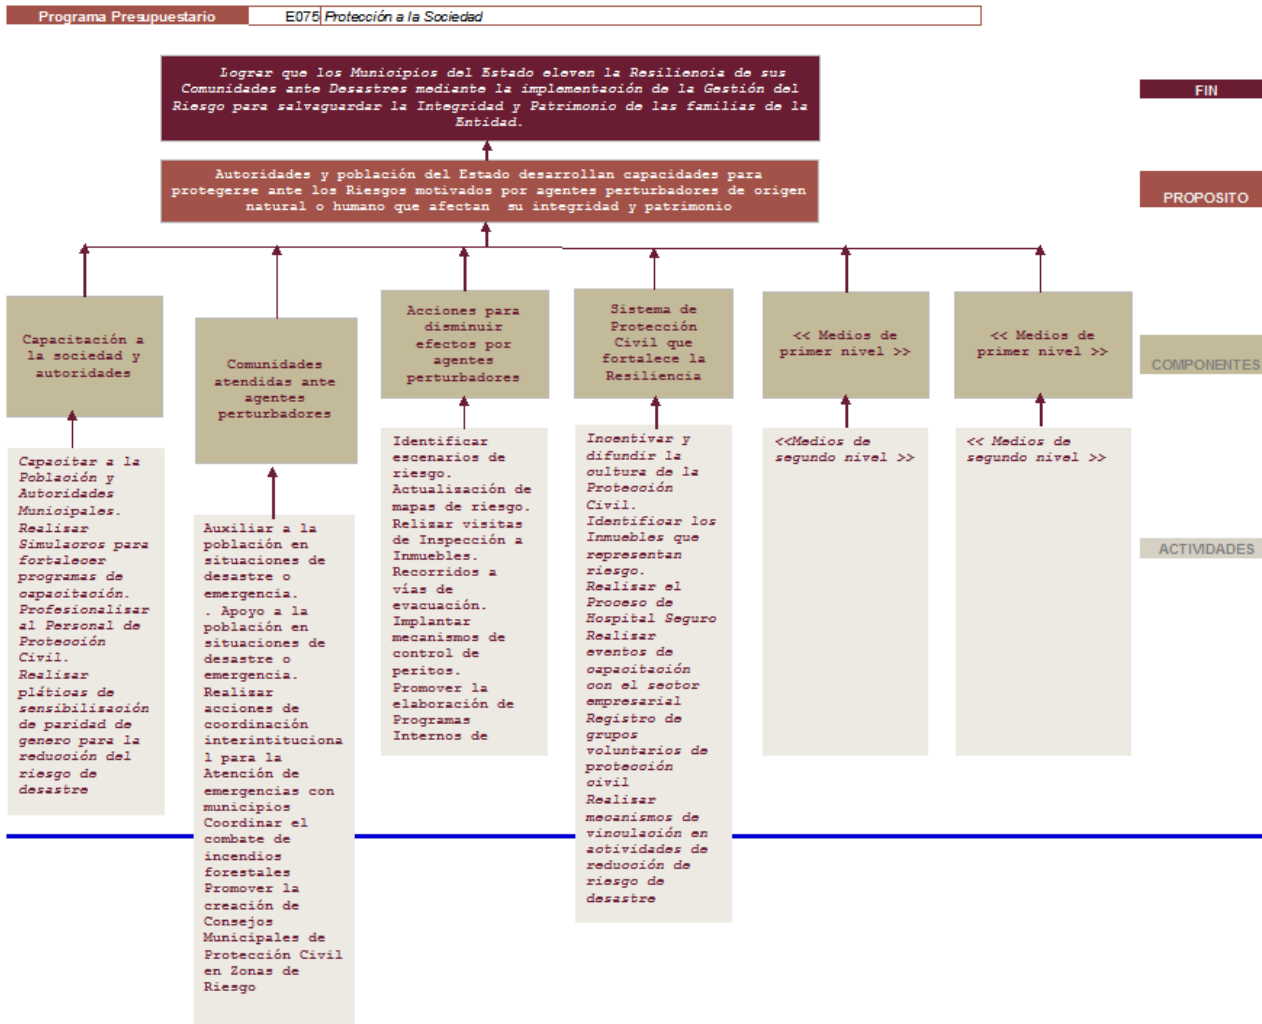 Programa Presupuestario
E075 Protección a la Sociedad
Lograr que los Municipios del Estado eleven la Resiliencia de sus
Comunidades ante Desastres mediante la implementación de la Gestión del
Riesgo para salvaguardar la Integridad y Patrimonio de las familias de la
Entidad.
FIN
Autoridades y población del Estado desarrollan capacidades para
protegerse ante los Riesgos motivados por agentes perturbadores de origen
natural o humano que afectan su integridad y patrimonio
PROPOSITO
Capacitación a
la sociedad y
autoridades
Comunidades
atendidas ante
agentes
perturbadores
Acciones para
disminuir
efectos por
agentes
perturbadores
Sistema de
Protección
Civil que
fortalece la
Resiliencia
<< Medios de
primer nivel >>
<< Medios de
primer nivel >>
COMPONENTES
Capacitar a la
Población y
Autoridades
Municipales.
Realizar
Simulacros para
fortalecer
programas de
capacitación.
Profesionalizar
al Personal de
Protección
Civil.
Realizar
pláticas de
sensibilización
de paridad de
genero para la
reducción del
riesgo de
desastre
Auxiliar a la
población en
situaciones de
desastre o
emergencia.
. Apoyo a la
población en
situaciones de
desastre o
emergencia.
Realizar
acciones de
coordinación
interintituciona
l para la
Atención de
emergencias con
municipios
Coordinar el
combate de
incendios
forestales
Promover la
creación de
Consejos
Municipales de
Protección Civil
en Zonas de
Riesgo
Identificar
escenarios de
riesgo.
Actualización de
mapas de riesgo.
Relizar visitas
de Inspección a
Inmuebles.
Recorridos a
vías de
evacuación.
Implantar
mecanismos de
control de
peritos.
Promover la
elaboración de
Programas
Internos de
Incentivar y
difundir la
cultura de la
Protección
Civil.
Identificar los
Inmuebles que
representan
riesgo.
Realizar el
Proceso de
Hospital Seguro
Realizar
eventos de
capacitación
con el sector
empresarial
Registro de
grupos
voluntarios de
protección
civil
Realizar
mecanismos de
vinculación en
actividades de
reducción de
riesgo de
desastre
<<Medios de
segundo nivel >>
<< Medios de
segundo nivel >>
ACTIVIDADES